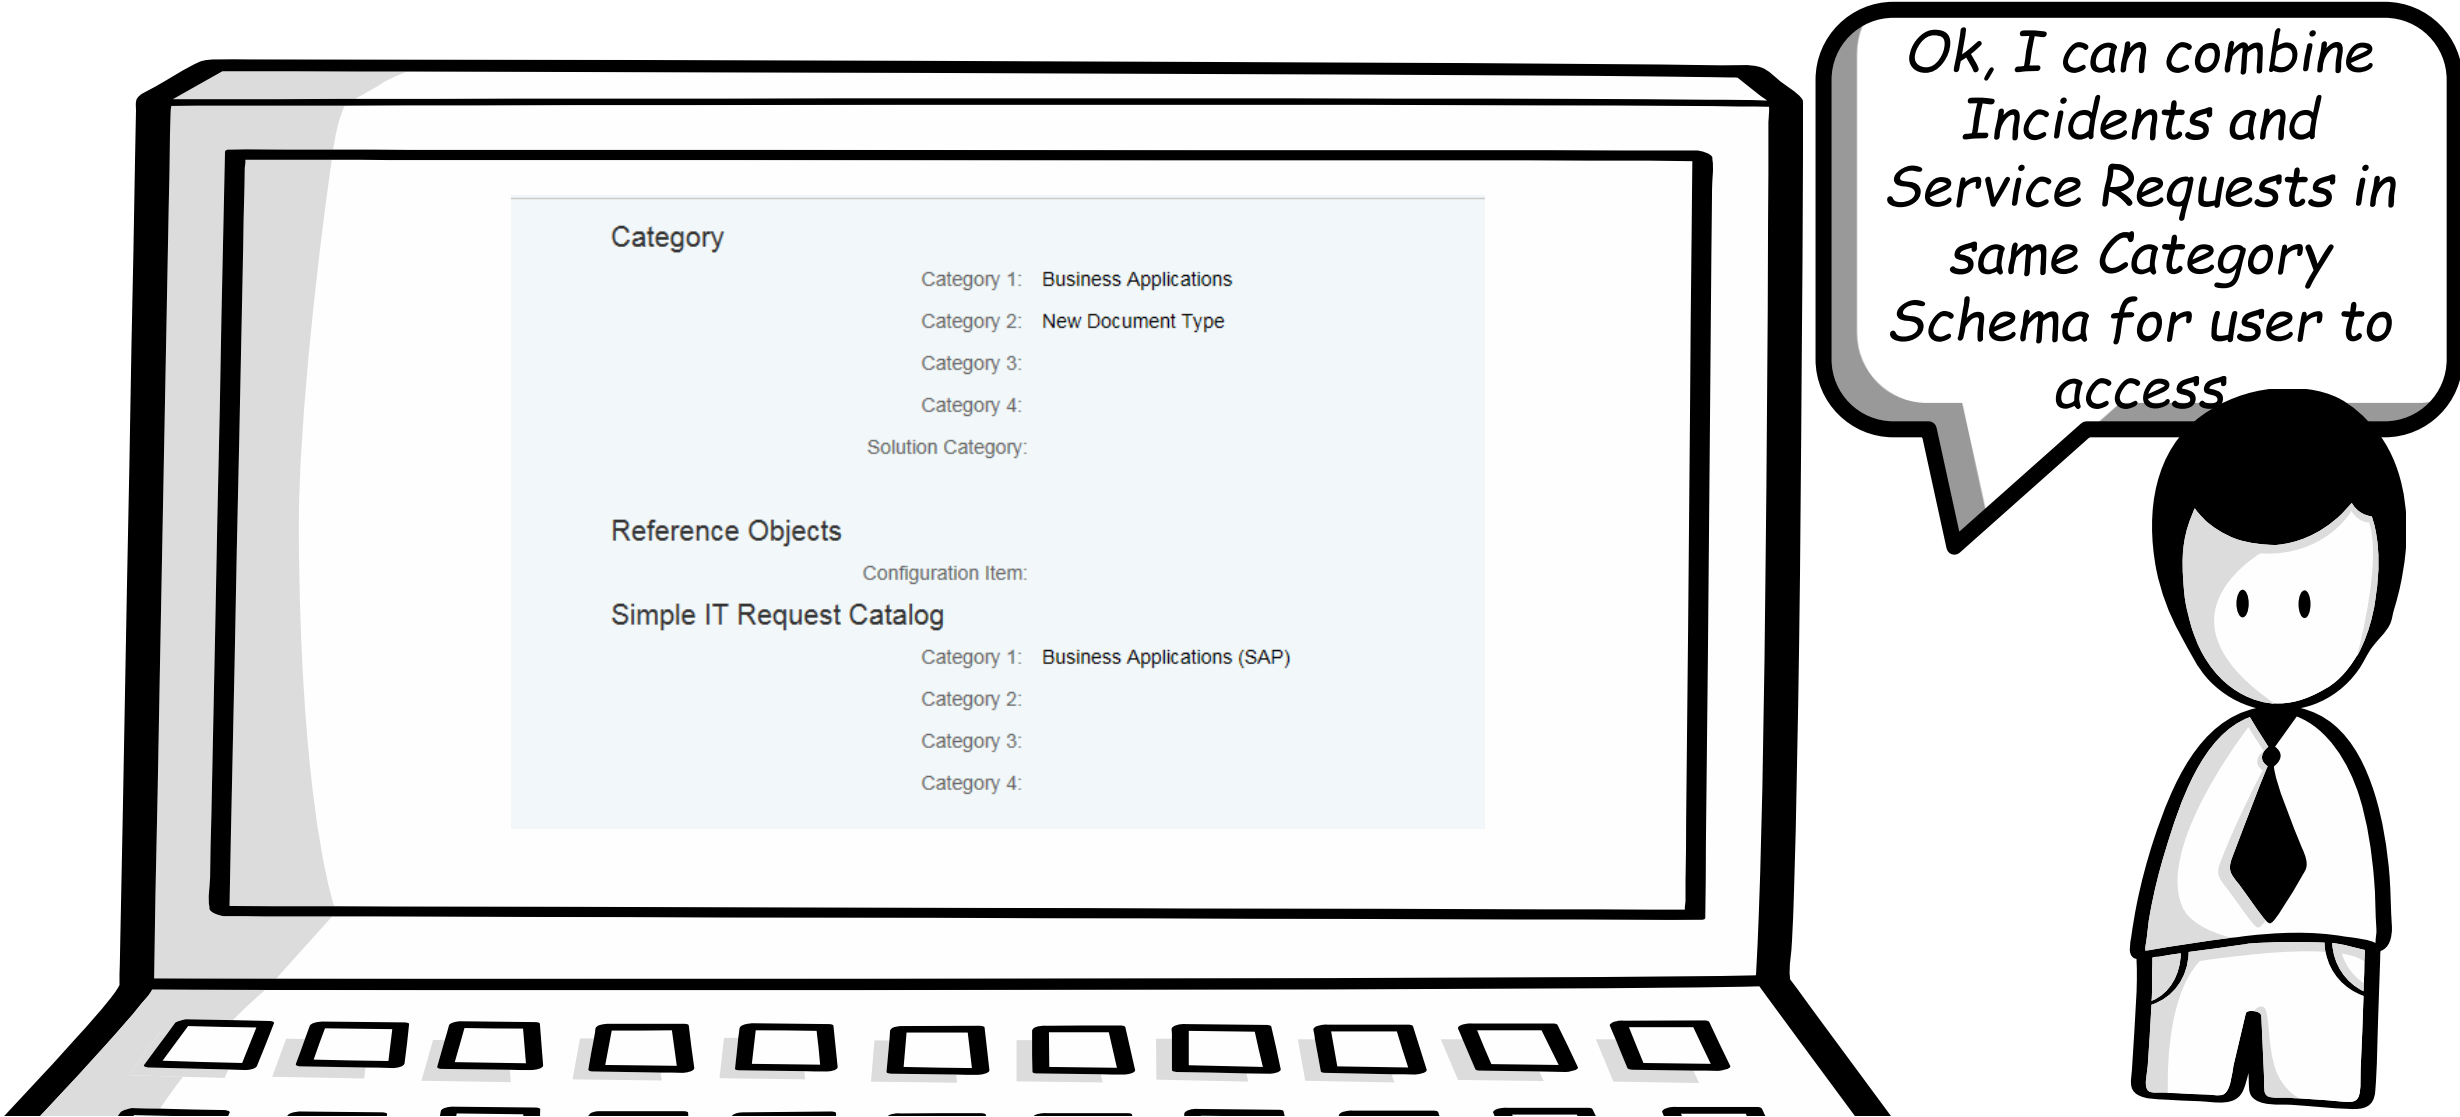 Ok, I can combine
Incidents and
Service Requests in
same Category
Schema for user to
access
Category
Category 1: Business Applications
Category 2: New Document Type
Category 3:
Category 4:
Solution Category:
Reference Objects
Configuration Item:
Simple IT Request Catalog
Category 1: Business Applications (SAP)
Category 2:
Category 3:
Category 4: